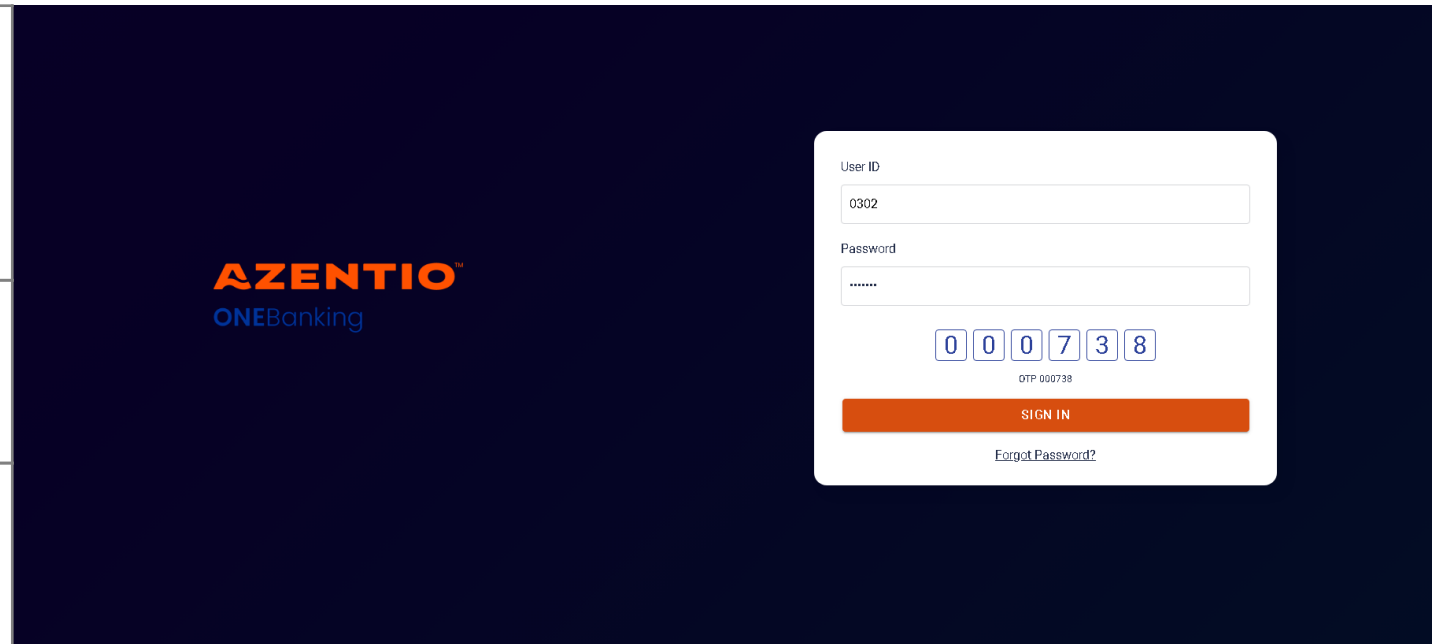 AZENTIO™
ONEBanking
User ID
0302
Password
•••••••
0 0 0 7 3 8
OTP 000738
SIGN IN
Forgot Password?